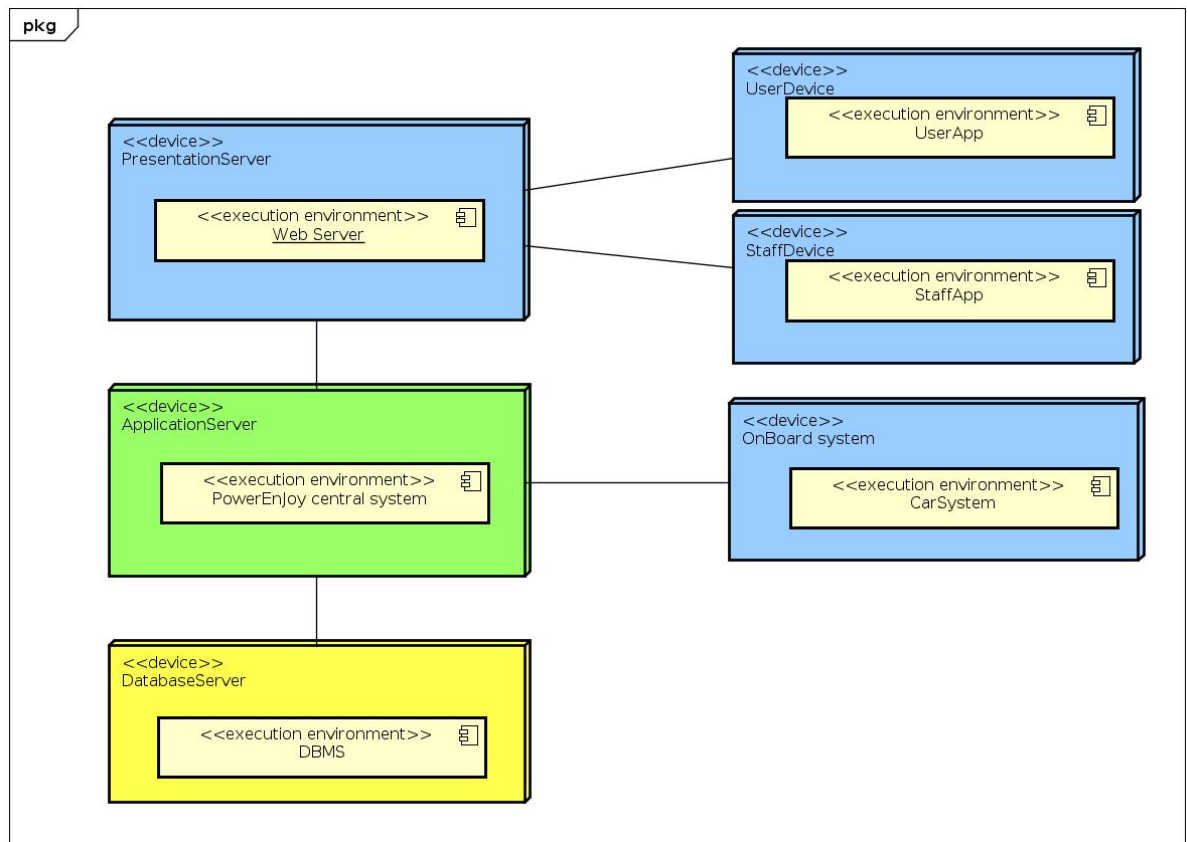 pkg
<<device>>
PresentationServer
<<execution environment>>
Web Server
<<device>>
UserDevice
<<execution environment>>
UserApp
<<device>>
StaffDevice
<<execution environment>>
StaffApp
<<device>>
ApplicationServer
<<execution environment>>
PowerEnJoy central system
<<device>>
OnBoard system
<<execution environment>>
CarSystem
<<device>>
DatabaseServer
<<execution environment>>
DBMS